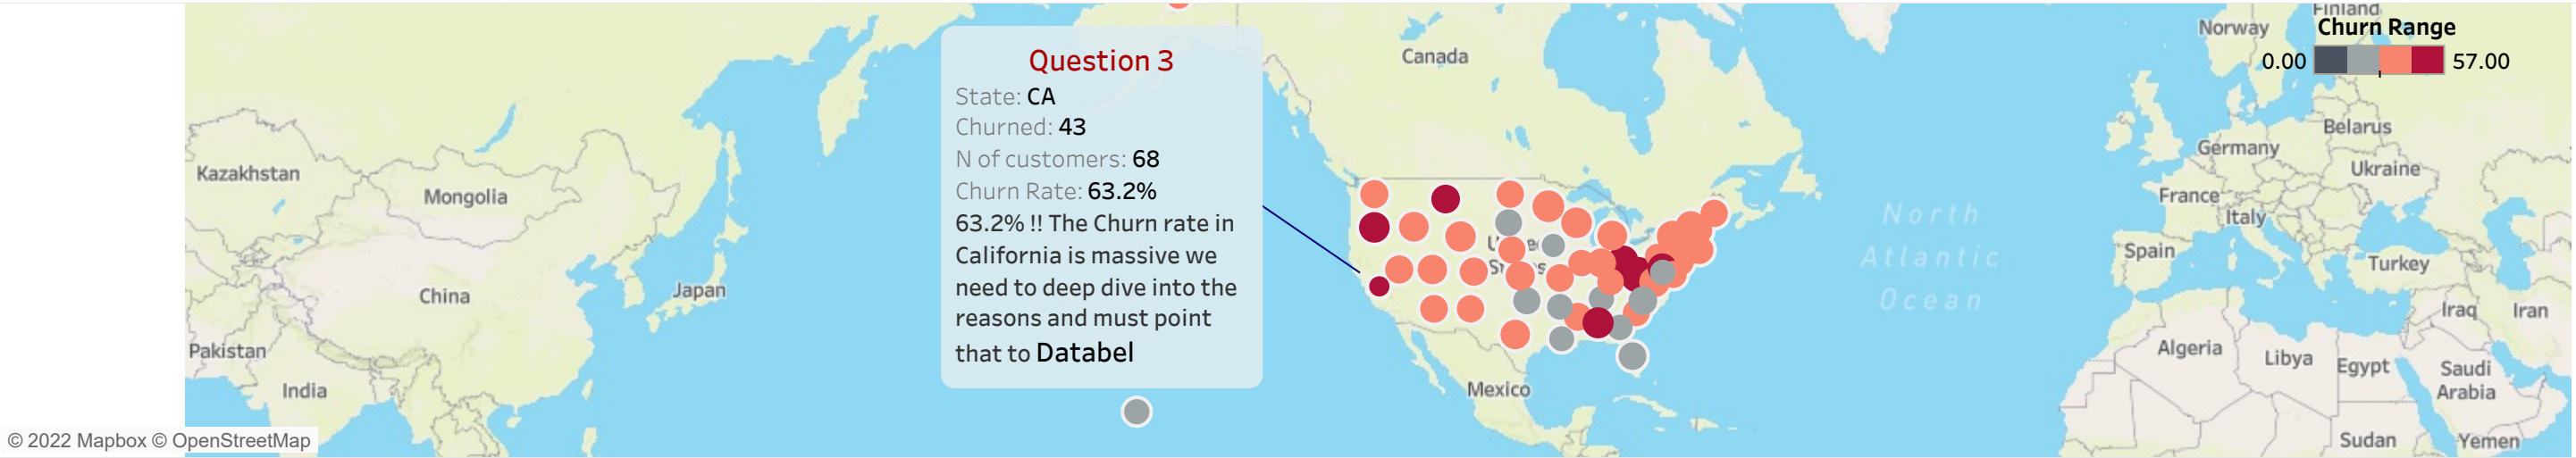 Finland
Norway
Churn Range
0.00
57.00
Canada
Question 3
State: CA
Churned: 43
N of customers: 68
Churn Rate: 63.2%
63.2% !! The Churn rate in
California is massive we
need to deep dive into the
reasons and must point
that to Databel
Belarus
Germany
Ukraine
Kazakhstan
Mongolia
France
Italy
North
Atlantic
Ocean
Spain
Turkey
China
Japan
Iraq
Iran
Pakistan
Algeria
Libya
Egypt
Saudi
Arabia
India
Mexico
Sudan
Yemen
© 2022 Mapbox © OpenStreetMap